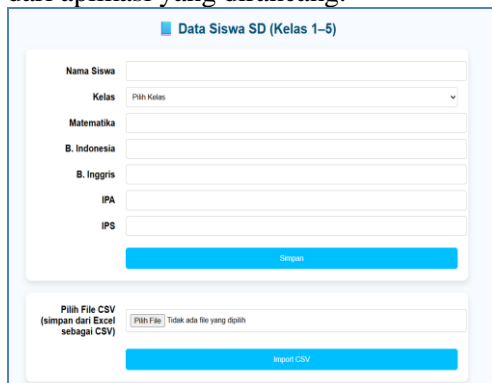 dari aplikasi yang dirancang.
Data Siswa SD (Kelas 1–5)
Nama Siswa
Kelas Pilih Kelas
Matematika
B. Indonesia
B. Inggris
IPA
IPS
Simpan
Pilih File CSV
(simpan dari Excel
sebagai CSV)
Pilih File Tidak ada file yang dipilih
Import CSV